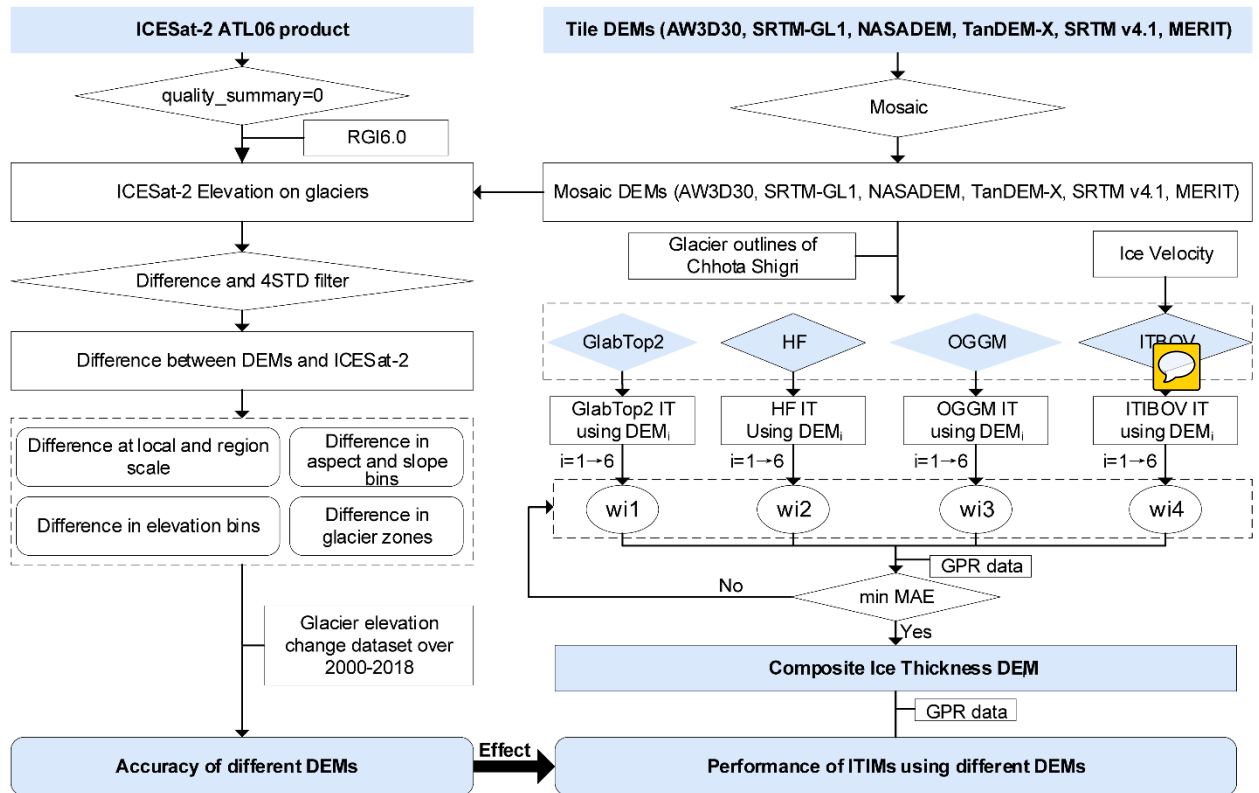 ICESat-2 ATL06 product
quality_summary=0
RGI6.0
ICESat-2 Elevation on glaciers
Difference and 4STD filter
Difference between DEMs and ICESat-2
Difference at local and region
scale
Difference in
aspect and slope
bins
Difference in elevation bins
Difference in
glacier zones
Glacier elevation
change dataset over
2000-2018
Accuracy of different DEMs
Effect
Tile DEMs (AW3D30, SRTM-GL1, NASADEM, TanDEM-X, SRTM v4.1, MERIT)
Mosaic
Mosaic DEMs (AW3D30, SRTM-GL1, NASADEM, TanDEM-X, SRTM v4.1, MERIT)
Glacier outlines of
Chhota Shigri
Ice Velocity
GlabTop2
HF
OGGM
ITBOV
GlabTop2 IT
using DEMi
HF IT
Using DEMi
OGGM IT
using DEMi
ITIBOV IT
using DEMi
i=1→6
i=1→6
i=1→6
i=1→6
wi1
wi2
wi3
wi4
GPR data
No
min MAE
Yes
Composite Ice Thickness DEMi
GPR data
Performance of ITIMs using different DEMs